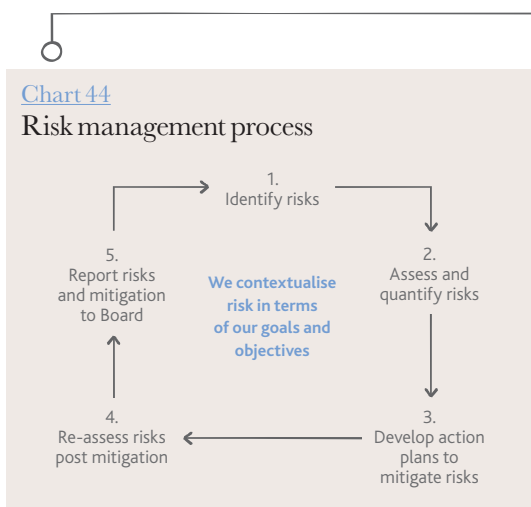 Chart 44
Risk management process
1.
Identify risks
2.
Assess and
quantify risks
3.
Develop action
plans to
mitigate risks
4.
Re-assess risks
post mitigation
5.
Report risks
and mitigation
to Board
We contextualise
risk in terms
of our goals and
objectives